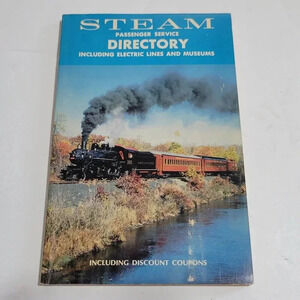 STEAM
PASSENGER SERVICE
DIRECTORY
INCLUDING ELECTRIC LINES AND MUSEUMS
INCLUDING DISCOUNT COUPONS